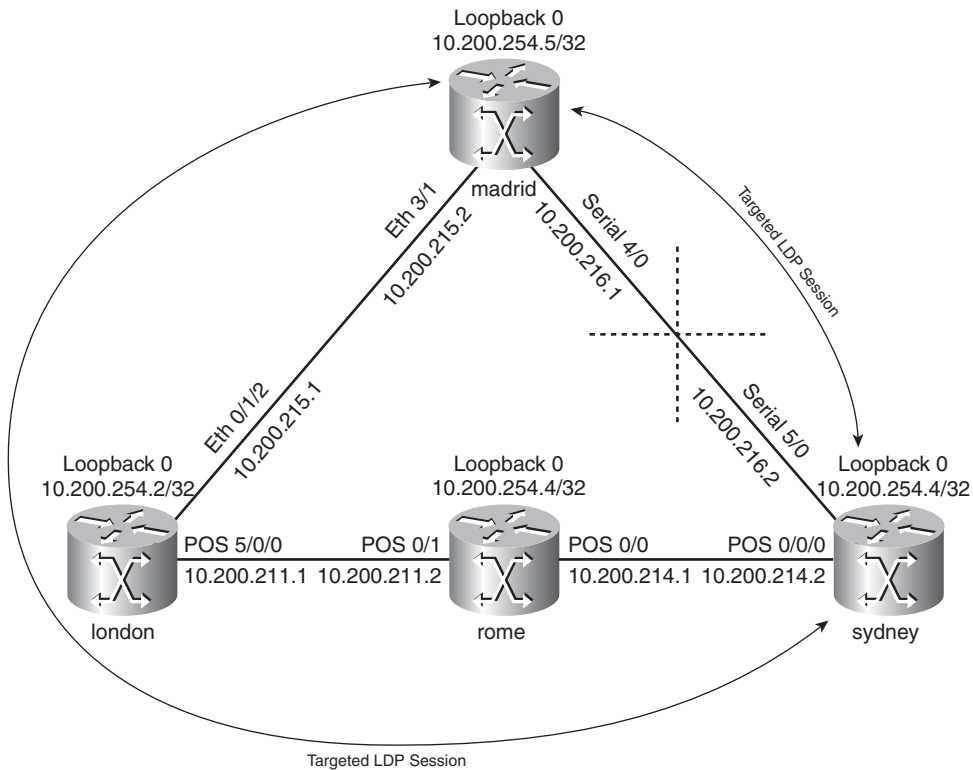 Loopback 0
10.200.254.5/32
madrid
Eth 3/1
10.200.215.2
Serial 4/0
10.200.216.1
Targeted LDP Session
Eth 0/1/2
10.200.215.1
Serial 5/0
10.200.216.2
Loopback 0
10.200.254.2/32
Loopback 0
10.200.254.4/32
Loopback 0
10.200.254.4/32
POS 5/0/0
POS 0/1
POS 0/0
POS 0/0/0
10.200.211.1
10.200.211.2
10.200.214.1
10.200.214.2
london
rome
sydney
Targeted LDP Session